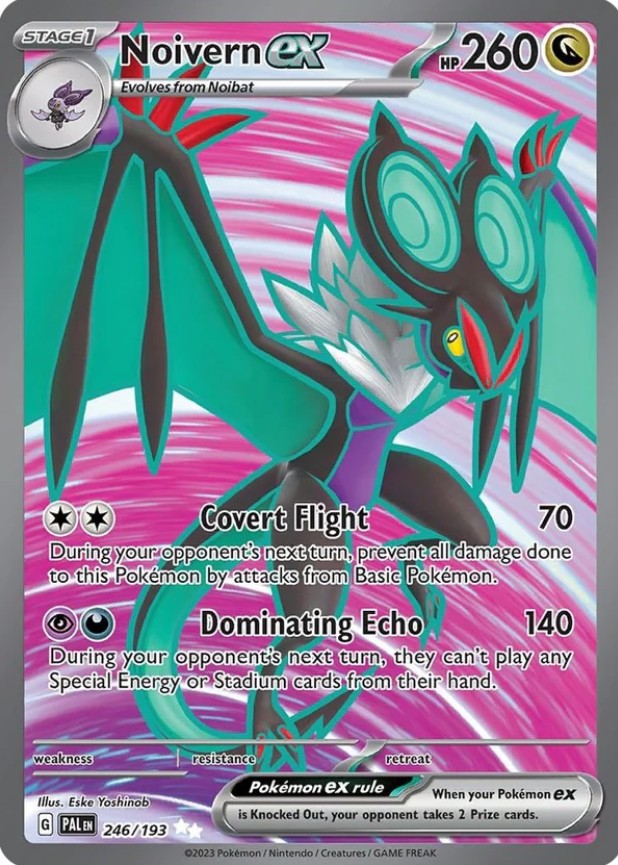 STAGE 1
Noivern ex
HP 260
Evolves from Noibat
Covert Flight 70
During your opponent's next turn, prevent all damage done
to this Pokémon by attacks from Basic Pokémon.
Dominating Echo 140
During your opponent's next turn, they can't play any
Special Energy or Stadium cards from their hand.
weakness resistance retreat
Pokémon ex rule
When your Pokémon ex
is Knocked Out, your opponent takes 2 Prize cards.
Illus. Eske Yoshinob
G PAL EN 246/193
©2023 Pokémon / Nintendo / Creatures / GAME FREAK